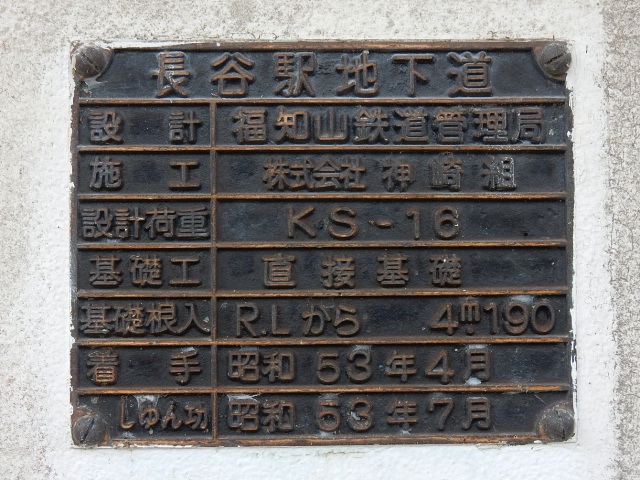 長谷駅地下道
設計 福知山鉄道管理局
施工 株式会社 神崎組
設計荷重 KS-16
基礎工 直接基礎
基礎根入 R.Lから 4m190
着手 昭和 53年4月
しゅん功 昭和 53年7月